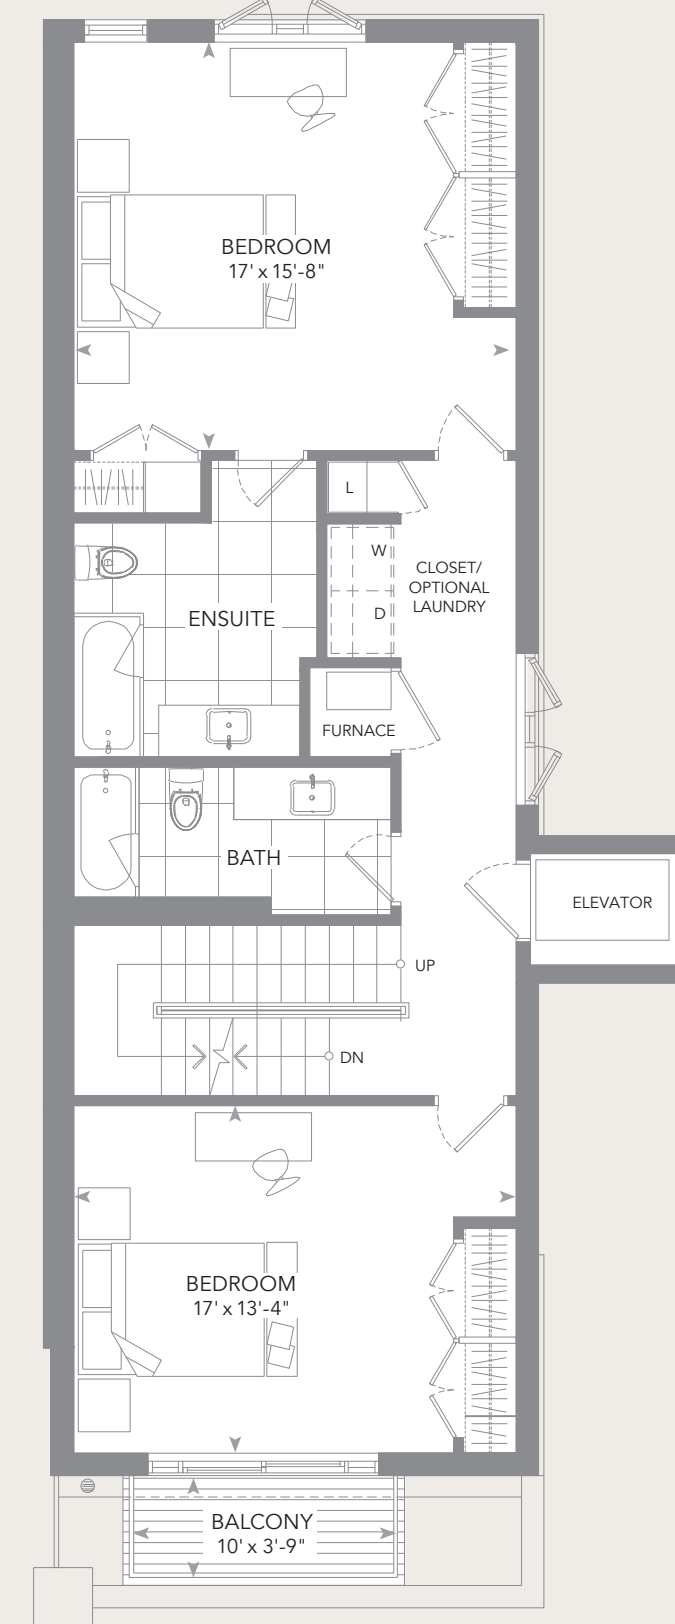 BEDROOM
17' x 15'-8"
L
W
CLOSET/
OPTIONAL
LAUNDRY
D
ENSUITE
FURNACE
BATH
ELEVATOR
UP
DN
BEDROOM
17' x 13'-4"
BALCONY
10' x 3'-9"